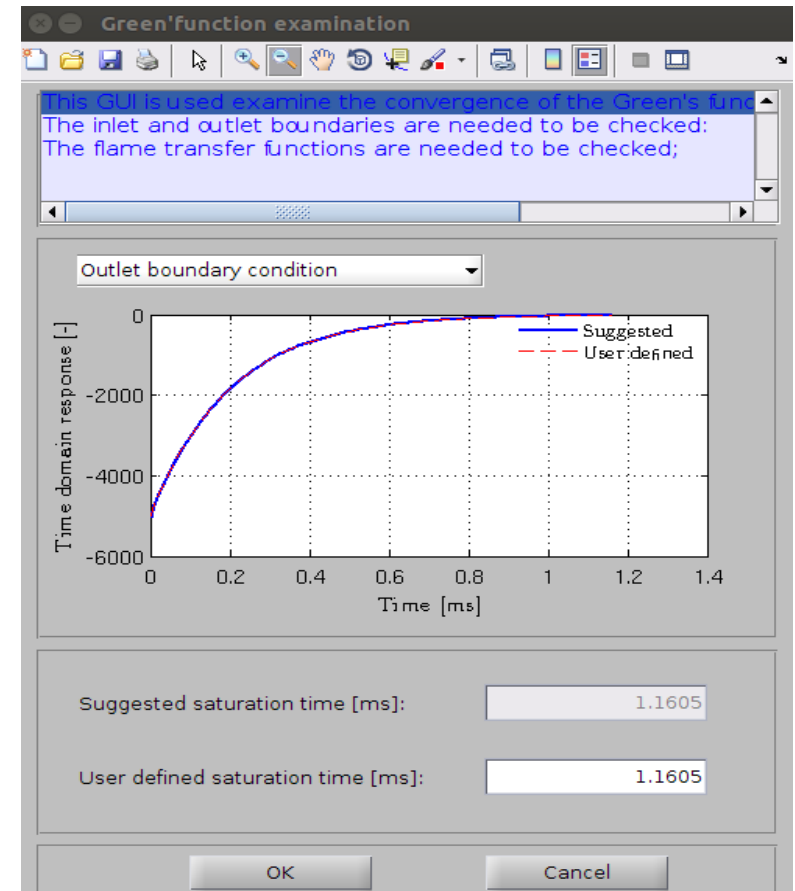 Green'function examination
This GUI is used examine the convergence of the Green's func
The inlet and outlet boundaries are needed to be checked:
The flame transfer functions are needed to be checked;
Outlet boundary condition
Time domain response [-]
0
-2000
-4000
-6000
Suggested
User defined
0 0.2 0.4 0.6 0.8 1 1.2 1.4
Time [ms]
Suggested saturation time [ms]: 1.1605
User defined saturation time [ms]: 1.1605
OK Cancel